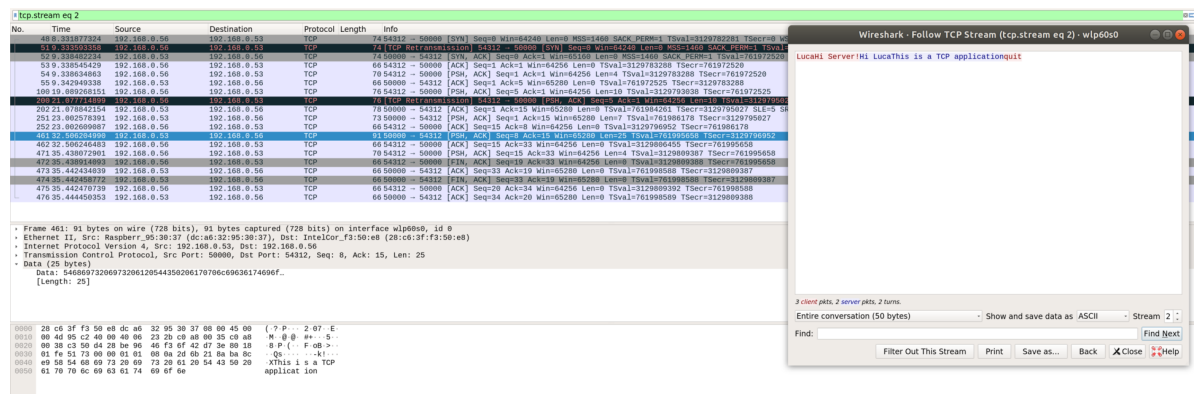 tcp.stream eq 2
No. Time Source Destination Protocol Length Info
48 8.331877324 192.168.0.56 192.168.0.53 TCP 74 54312 → 50000 [SYN] Seq=0 Win=64240 Len=0 MSS=1460 SACK_PERM=1 TSval=3129782281 TSecr=0 WS
51 9.333593358 192.168.0.56 192.168.0.53 TCP 74 [TCP Retransmission] 54312 → 50000 [SYN] Seq=0 Win=64240 Len=0 MSS=1460 SACK_PERM=1 TSval=
52 9.338482234 192.168.0.53 192.168.0.56 TCP 74 50000 → 54312 [SYN, ACK] Seq=0 Ack=1 Win=65160 Len=0 MSS=1460 SACK_PERM=1 TSval=761972520
53 9.338545429 192.168.0.56 192.168.0.53 TCP 66 54312 → 50000 [ACK] Seq=1 Ack=1 Win=64256 Len=0 TSval=3129783288 TSecr=761972520
54 9.338634863 192.168.0.56 192.168.0.53 TCP 70 54312 → 50000 [PSH, ACK] Seq=1 Ack=1 Win=64256 Len=4 TSval=3129783288 TSecr=761972520
55 9.342949338 192.168.0.53 192.168.0.56 TCP 66 50000 → 54312 [ACK] Seq=1 Ack=5 Win=65280 Len=0 TSval=761972525 TSecr=3129783288
100 19.089268151 192.168.0.56 192.168.0.53 TCP 76 54312 → 50000 [PSH, ACK] Seq=5 Ack=1 Win=64256 Len=10 TSval=3129793038 TSecr=761972525
200 21.077714899 192.168.0.56 192.168.0.53 TCP 76 [TCP Retransmission] 54312 → 50000 [PSH, ACK] Seq=5 Ack=1 Win=64256 Len=10 TSval=312979502
202 21.078842154 192.168.0.53 192.168.0.56 TCP 78 50000 → 54312 [ACK] Seq=1 Ack=15 Win=65280 Len=0 TSval=761984261 TSecr=3129795027 SLE=5 SR
251 23.002578391 192.168.0.53 192.168.0.56 TCP 73 50000 → 54312 [PSH, ACK] Seq=1 Ack=15 Win=65280 Len=7 TSval=761986178 TSecr=3129795027
252 23.002609087 192.168.0.56 192.168.0.53 TCP 66 54312 → 50000 [ACK] Seq=15 Ack=8 Win=64256 Len=0 TSval=3129796952 TSecr=761986178
461 32.506204990 192.168.0.53 192.168.0.56 TCP 91 50000 → 54312 [PSH, ACK] Seq=8 Ack=15 Win=65280 Len=25 TSval=761995658 TSecr=3129796952
462 32.506246483 192.168.0.56 192.168.0.53 TCP 66 54312 → 50000 [ACK] Seq=15 Ack=33 Win=64256 Len=0 TSval=3129806455 TSecr=761995658
471 35.438072901 192.168.0.56 192.168.0.53 TCP 70 54312 → 50000 [PSH, ACK] Seq=15 Ack=33 Win=64256 Len=4 TSval=3129809387 TSecr=761995658
472 35.438914093 192.168.0.56 192.168.0.53 TCP 66 54312 → 50000 [FIN, ACK] Seq=19 Ack=33 Win=64256 Len=0 TSval=3129809388 TSecr=761995658
473 35.442434039 192.168.0.53 192.168.0.56 TCP 66 50000 → 54312 [ACK] Seq=33 Ack=19 Win=65280 Len=0 TSval=761998588 TSecr=3129809387
474 35.442450772 192.168.0.53 192.168.0.56 TCP 66 50000 → 54312 [FIN, ACK] Seq=33 Ack=19 Win=65280 Len=0 TSval=761998588 TSecr=3129809387
475 35.442470739 192.168.0.56 192.168.0.53 TCP 66 54312 → 50000 [ACK] Seq=20 Ack=34 Win=64256 Len=0 TSval=3129809392 TSecr=761998588
476 35.444450353 192.168.0.53 192.168.0.56 TCP 66 50000 → 54312 [ACK] Seq=34 Ack=20 Win=65280 Len=0 TSval=761998589 TSecr=3129809388
Frame 461: 91 bytes on wire (728 bits), 91 bytes captured (728 bits) on interface wlp60s0, id 0
Ethernet II, Src: Raspberr_95:30:37 (dc:a6:32:95:30:37), Dst: IntelCor_f3:50:e8 (28:c6:3f:f3:50:e8)
Internet Protocol Version 4, Src: 192.168.0.53, Dst: 192.168.0.56
Transmission Control Protocol, Src Port: 50000, Dst Port: 54312, Seq: 8, Ack: 15, Len: 25
Data (25 bytes)
Data: 546869732069732061205443502061707​06c69636174696f…
[Length: 25]
0000 28 c6 3f f3 50 e8 dc a6 32 95 30 37 08 00 45 00 (·?·P··· 2·07··E·
0010 00 4d 95 c2 40 00 40 06 23 2b c0 a8 00 35 c0 a8 ·M··@·@· #+···5··
0020 00 38 c3 50 d4 28 be 96 46 f3 6f 42 d7 3e 80 18 ·8·P·(·· F·oB·>··
0030 01 fe 51 73 00 00 01 01 08 0a 2d 6b 21 8a ba 8c ··Qs···· ··-k!···
0040 e9 58 54 68 69 73 20 69 73 20 61 20 54 43 50 20 ·XThis i s a TCP
0050 61 70 70 6c 69 63 61 74 69 6f 6e applicat ion
Wireshark · Follow TCP Stream (tcp.stream eq 2) · wlp60s0
LucaHi Server!Hi LucaThis is a TCP applicationquit
3 client pkts, 2 server pkts, 2 turns.
Entire conversation (50 bytes) Show and save data as ASCII Stream 2
Find: Find Next
Filter Out This Stream Print Save as… Back Close Help